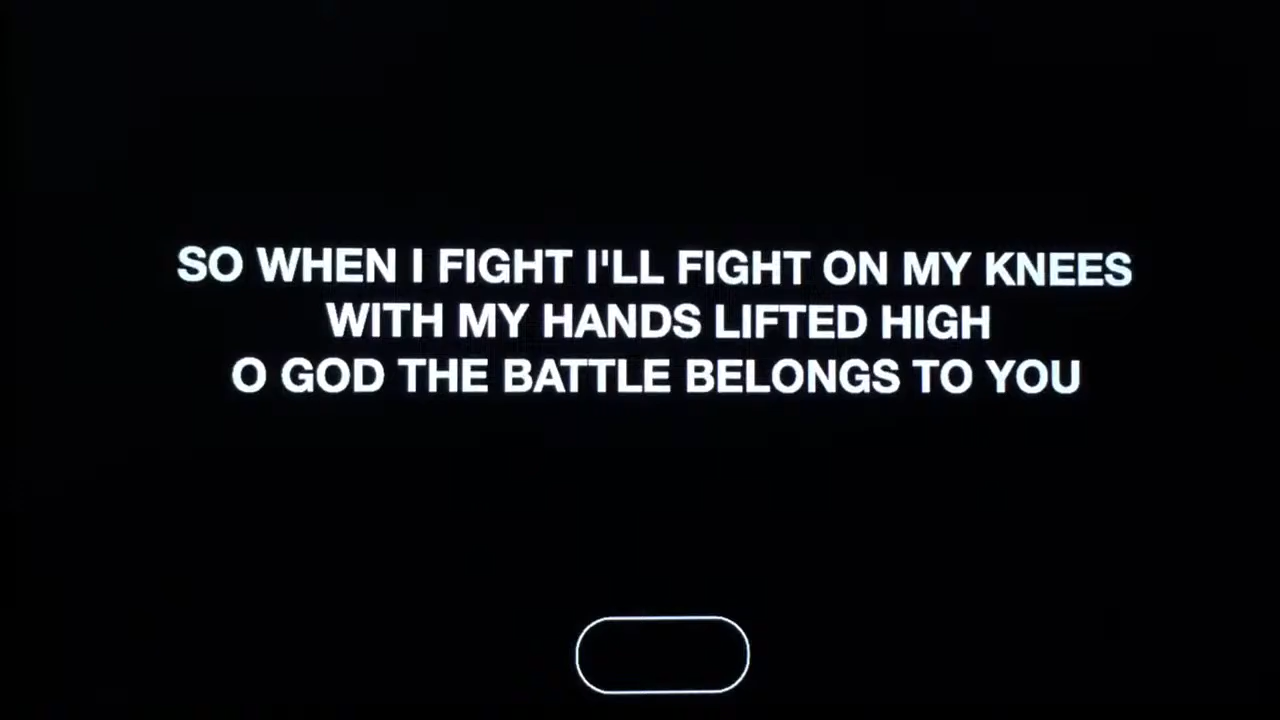 SO WHEN I FIGHT I'LL FIGHT ON MY KNEES
WITH MY HANDS LIFTED HIGH
O GOD THE BATTLE BELONGS TO YOU